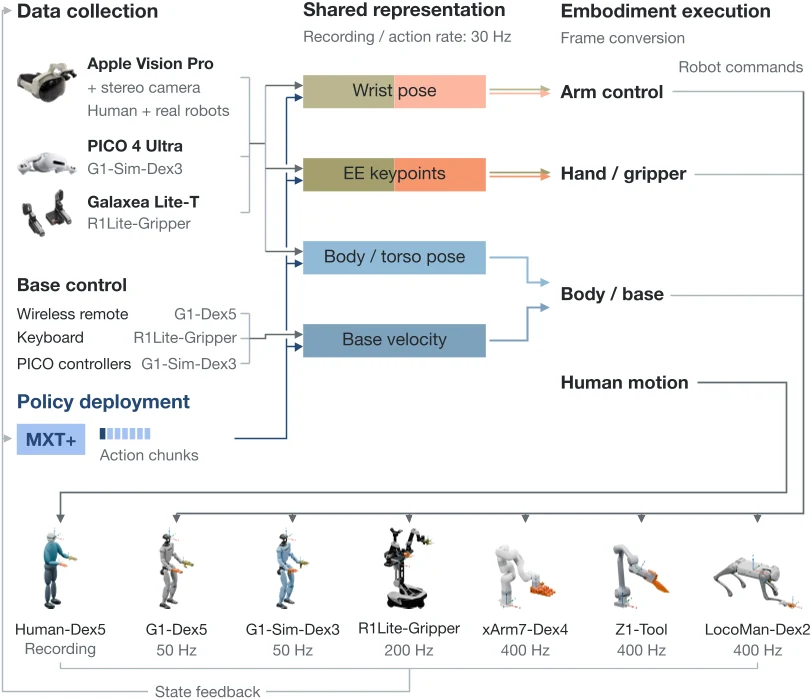 Data collection
Apple Vision Pro
+ stereo camera
Human + real robots
PICO 4 Ultra
G1-Sim-Dex3
Galaxea Lite-T
R1Lite-Gripper
Base control
Wireless remote G1-Dex5
Keyboard R1Lite-Gripper
PICO controllers G1-Sim-Dex3
Policy deployment
MXT+
Action chunks
Shared representation
Recording / action rate: 30 Hz
Wrist pose
EE keypoints
Body / torso pose
Base velocity
Embodiment execution
Frame conversion
Robot commands
Arm control
Hand / gripper
Body / base
Human motion
Human-Dex5
Recording
G1-Dex5
50 Hz
G1-Sim-Dex3
50 Hz
R1Lite-Gripper
200 Hz
xArm7-Dex4
400 Hz
Z1-Tool
400 Hz
LocoMan-Dex2
400 Hz
State feedback